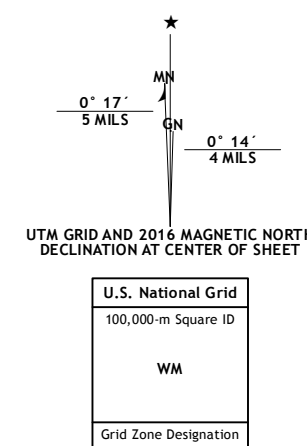 ★
MN
0° 17´
5 MILS
GN
0° 14´
4 MILS
UTM GRID AND 2016 MAGNETIC NORTH
DECLINATION AT CENTER OF SHEET
U.S. National Grid
100,000-m Square ID
WM
Grid Zone Designation